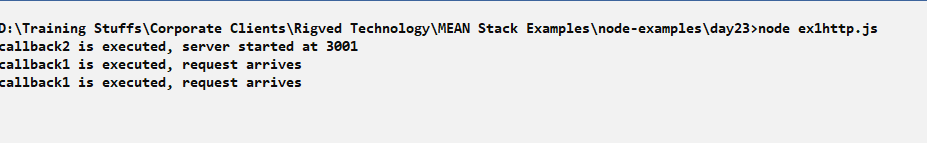 D:\Training Stuffs\Corporate Clients\Rigved Technology\MEAN Stack Examples\node-examples\day23>node ex1http.js
callback2 is executed, server started at 3001
callback1 is executed, request arrives
callback1 is executed, request arrives